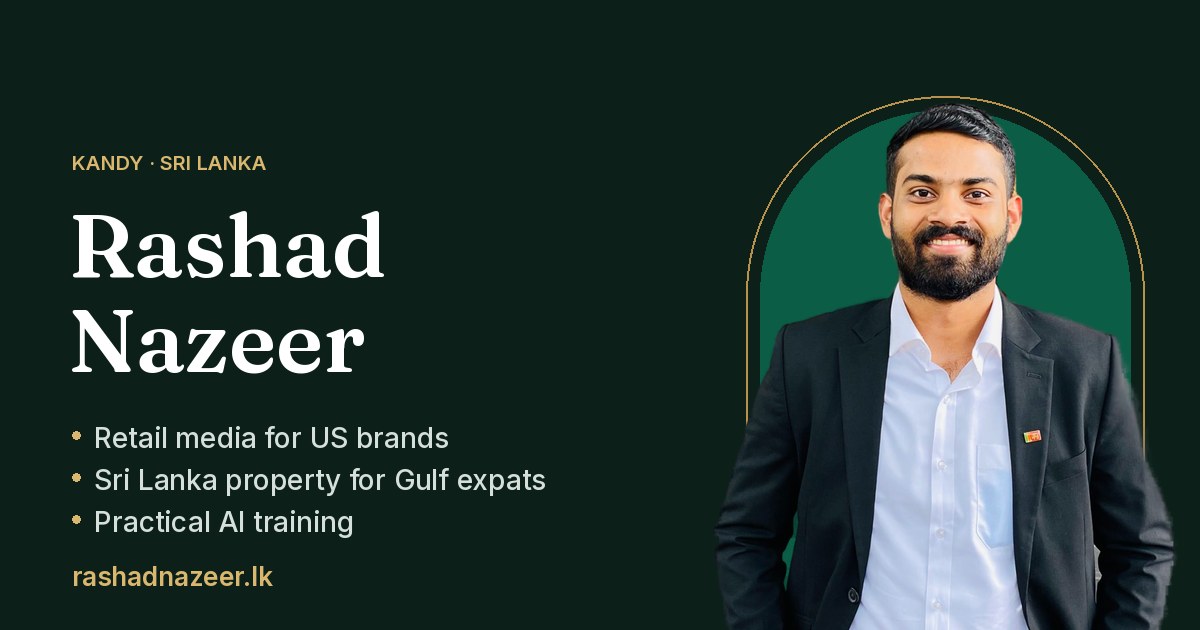 KANDY · SRI LANKA
Rashad
Nazeer
• Retail media for US brands
• Sri Lanka property for Gulf expats
• Practical AI training
rashadnazeer.lk